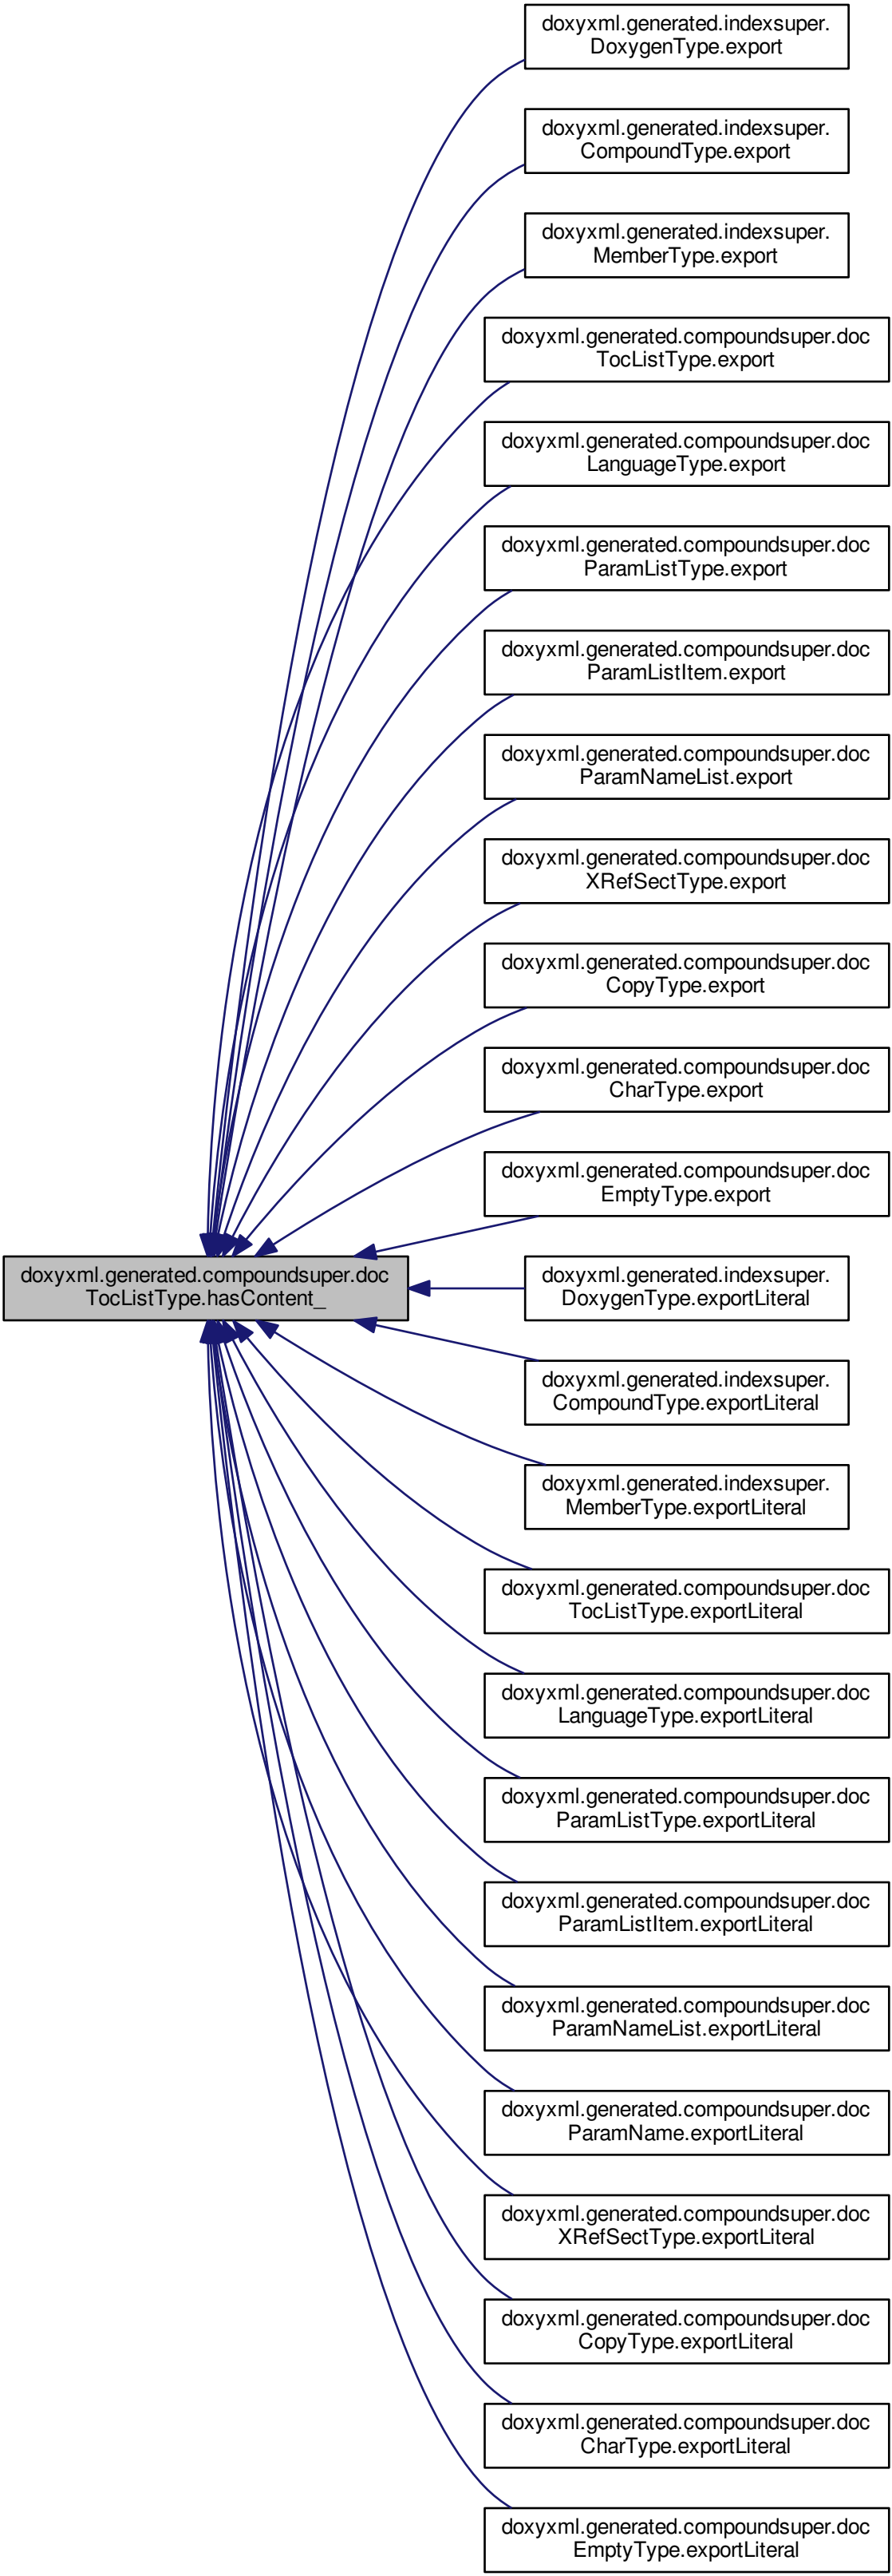 doxyxml.generated.indexsuper.
DoxygenType.export
doxyxml.generated.indexsuper.
CompoundType.export
doxyxml.generated.indexsuper.
MemberType.export
doxyxml.generated.compoundsuper.doc
TocListType.export
doxyxml.generated.compoundsuper.doc
LanguageType.export
doxyxml.generated.compoundsuper.doc
ParamListType.export
doxyxml.generated.compoundsuper.doc
ParamListItem.export
doxyxml.generated.compoundsuper.doc
ParamNameList.export
doxyxml.generated.compoundsuper.doc
XRefSectType.export
doxyxml.generated.compoundsuper.doc
CopyType.export
doxyxml.generated.compoundsuper.doc
CharType.export
doxyxml.generated.compoundsuper.doc
EmptyType.export
doxyxml.generated.compoundsuper.doc
TocListType.hasContent_
doxyxml.generated.indexsuper.
DoxygenType.exportLiteral
doxyxml.generated.indexsuper.
CompoundType.exportLiteral
doxyxml.generated.indexsuper.
MemberType.exportLiteral
doxyxml.generated.compoundsuper.doc
TocListType.exportLiteral
doxyxml.generated.compoundsuper.doc
LanguageType.exportLiteral
doxyxml.generated.compoundsuper.doc
ParamListType.exportLiteral
doxyxml.generated.compoundsuper.doc
ParamListItem.exportLiteral
doxyxml.generated.compoundsuper.doc
ParamNameList.exportLiteral
doxyxml.generated.compoundsuper.doc
ParamName.exportLiteral
doxyxml.generated.compoundsuper.doc
XRefSectType.exportLiteral
doxyxml.generated.compoundsuper.doc
CopyType.exportLiteral
doxyxml.generated.compoundsuper.doc
CharType.exportLiteral
doxyxml.generated.compoundsuper.doc
EmptyType.exportLiteral